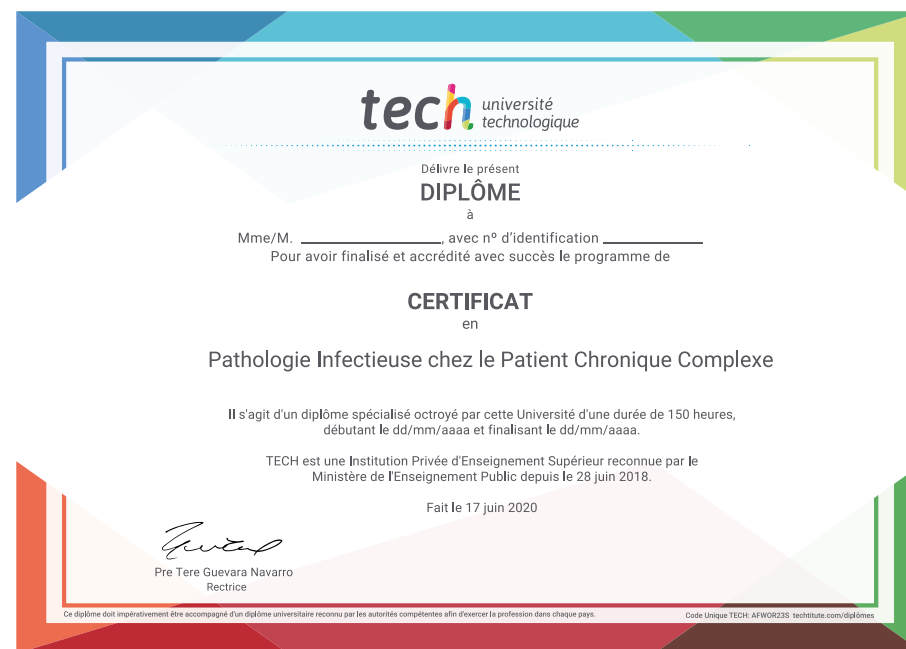 tech université
technologique
Délivre le présent
DIPLÔME
à
Mme/M. ____________________, avec nº d'identification ______________
Pour avoir finalisé et accrédité avec succès le programme de
CERTIFICAT
en
Pathologie Infectieuse chez le Patient Chronique Complexe
Il s'agit d'un diplôme spécialisé octroyé par cette Université d'une durée de 150 heures,
débutant le dd/mm/aaaa et finalisant le dd/mm/aaaa.
TECH est une Institution Privée d'Enseignement Supérieur reconnue par le
Ministère de l'Enseignement Public depuis le 28 juin 2018.
Fait le 17 juin 2020
Pre Tere Guevara Navarro
Rectrice
Ce diplôme doit impérativement être accompagné d'un diplôme universitaire reconnu par les autorités compétentes afin d'exercer la profession dans chaque pays.
Code Unique TECH: AFWOR23S techtitute.com/diplômes